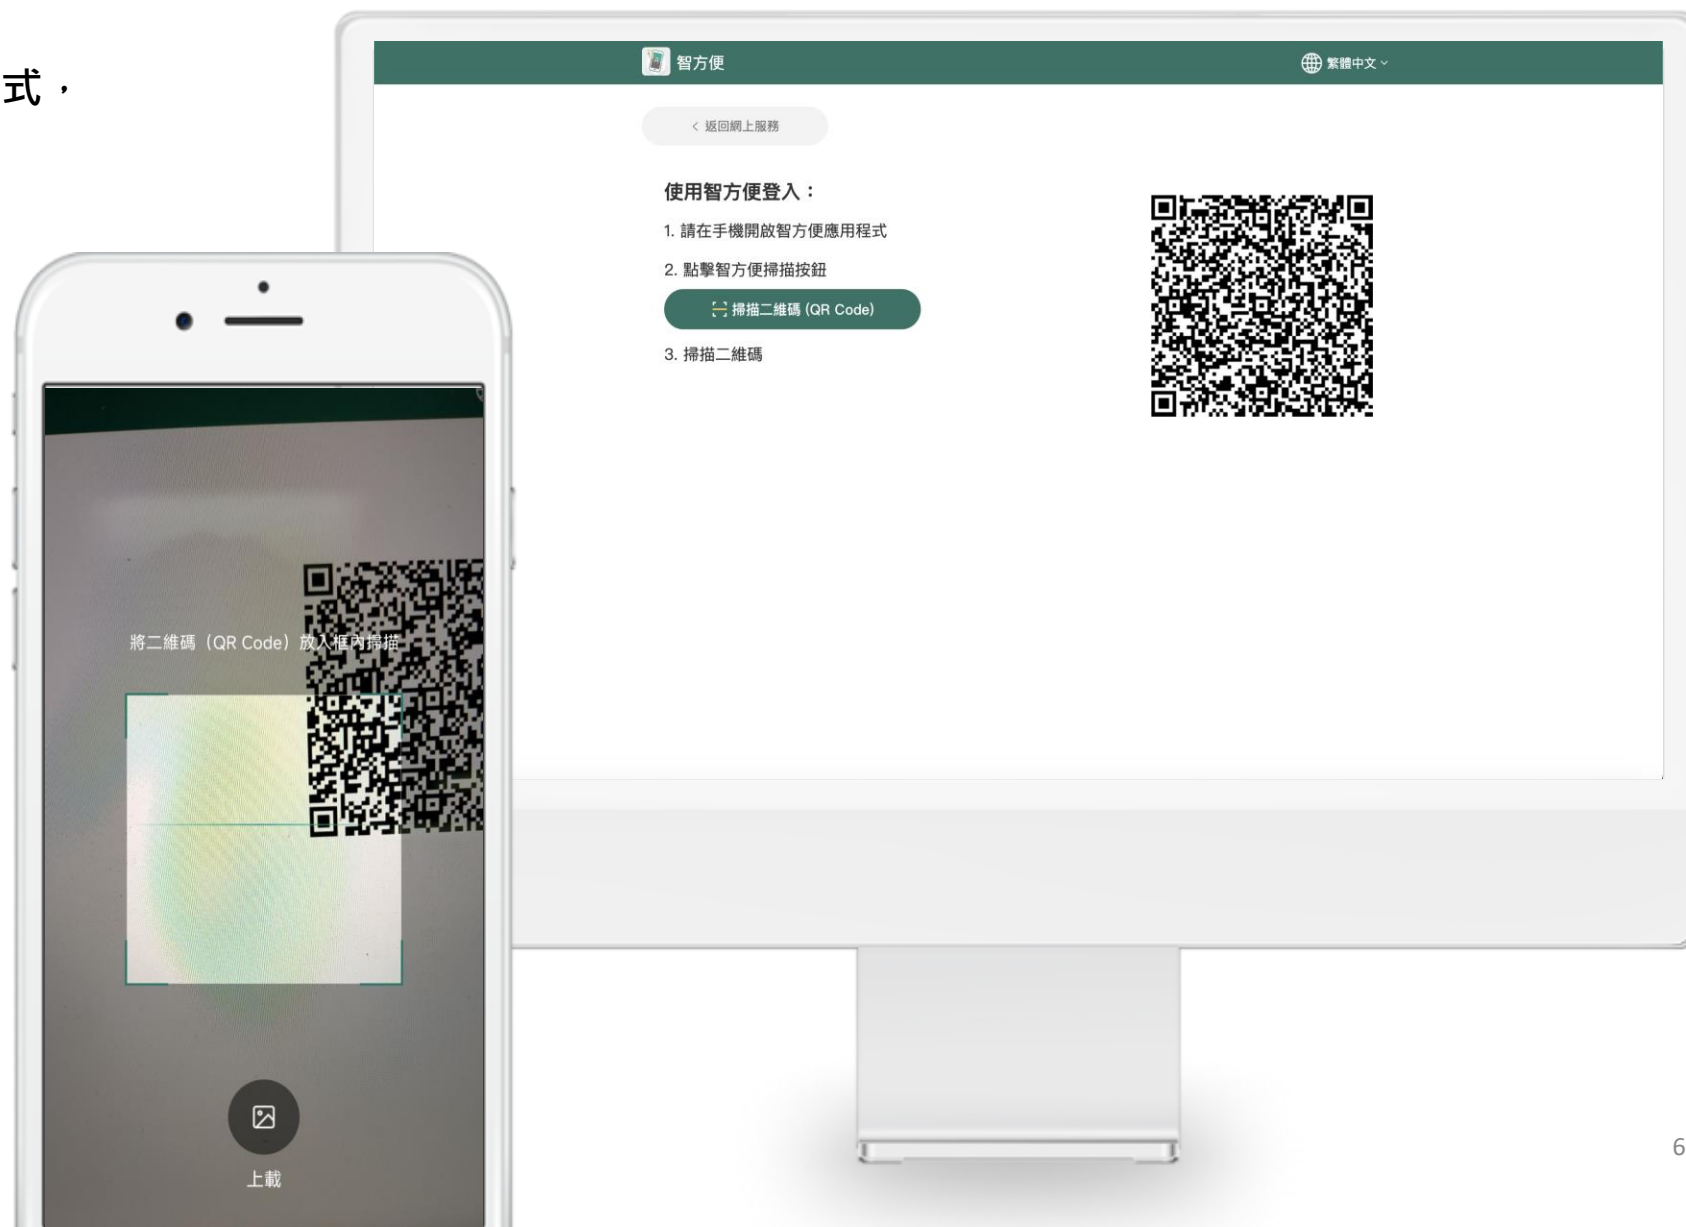 式，
智方便
繁體中文
返回網上服務
使用智方便登入：
1. 請在手機開啟智方便應用程式
2. 點擊智方便掃描按鈕
掃描二維碼 (QR Code)
3. 掃描二維碼
將二維碼（QR Code）放入框內掃描
上載
6